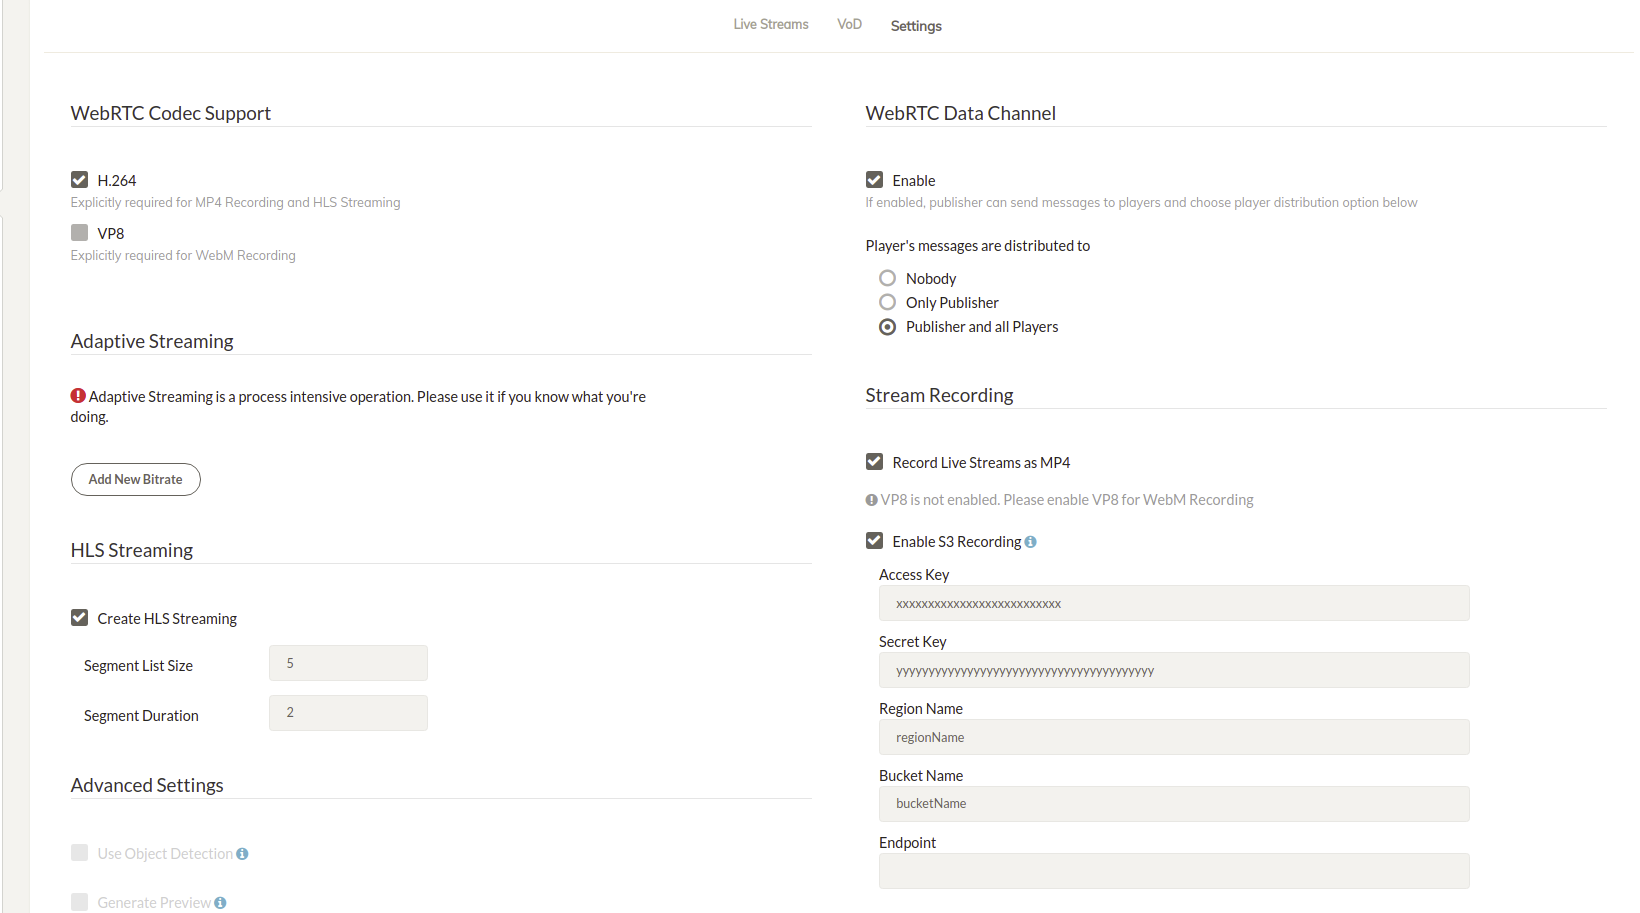 Live Streams VoD Settings
WebRTC Codec Support
H.264
Explicitly required for MP4 Recording and HLS Streaming
VP8
Explicitly required for WebM Recording
Adaptive Streaming
Adaptive Streaming is a process intensive operation. Please use it if you know what you're
doing.
Add New Bitrate
HLS Streaming
Create HLS Streaming
Segment List Size 5
Segment Duration 2
Advanced Settings
Use Object Detection
Generate Preview
WebRTC Data Channel
Enable
If enabled, publisher can send messages to players and choose player distribution option below
Player's messages are distributed to
Nobody
Only Publisher
Publisher and all Players
Stream Recording
Record Live Streams as MP4
VP8 is not enabled. Please enable VP8 for WebM Recording
Enable S3 Recording
Access Key
xxxxxxxxxxxxxxxxxxxxxxxxxx
Secret Key
yyyyyyyyyyyyyyyyyyyyyyyyyyyyyyyyyyyyyyyy
Region Name
regionName
Bucket Name
bucketName
Endpoint